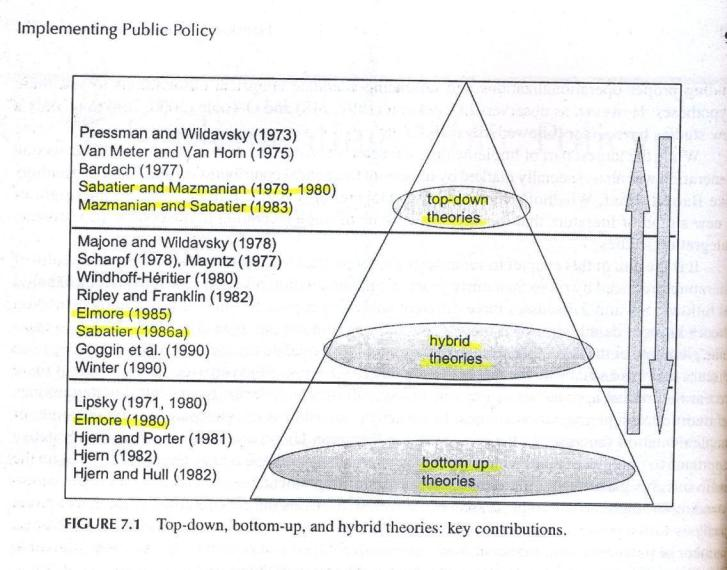 Implementing Public Policy
Pressman and Wildavsky (1973)
Van Meter and Van Horn (1975)
Bardach (1977)
Sabatier and Mazmanian (1979, 1980)
Mazmanian and Sabatier (1983)
top-down
theories
Majone and Wildavsky (1978)
Scharpf (1978), Mayntz (1977)
Windhoff-Héritier (1980)
Ripley and Franklin (1982)
Elmore (1985)
Sabatier (1986a)
Goggin et al. (1990)
Winter (1990)
hybrid
theories
Lipsky (1971, 1980)
Elmore (1980)
Hjern and Porter (1981)
Hjern (1982)
Hjern and Hull (1982)
bottom up
theories
FIGURE 7.1 Top-down, bottom-up, and hybrid theories: key contributions.